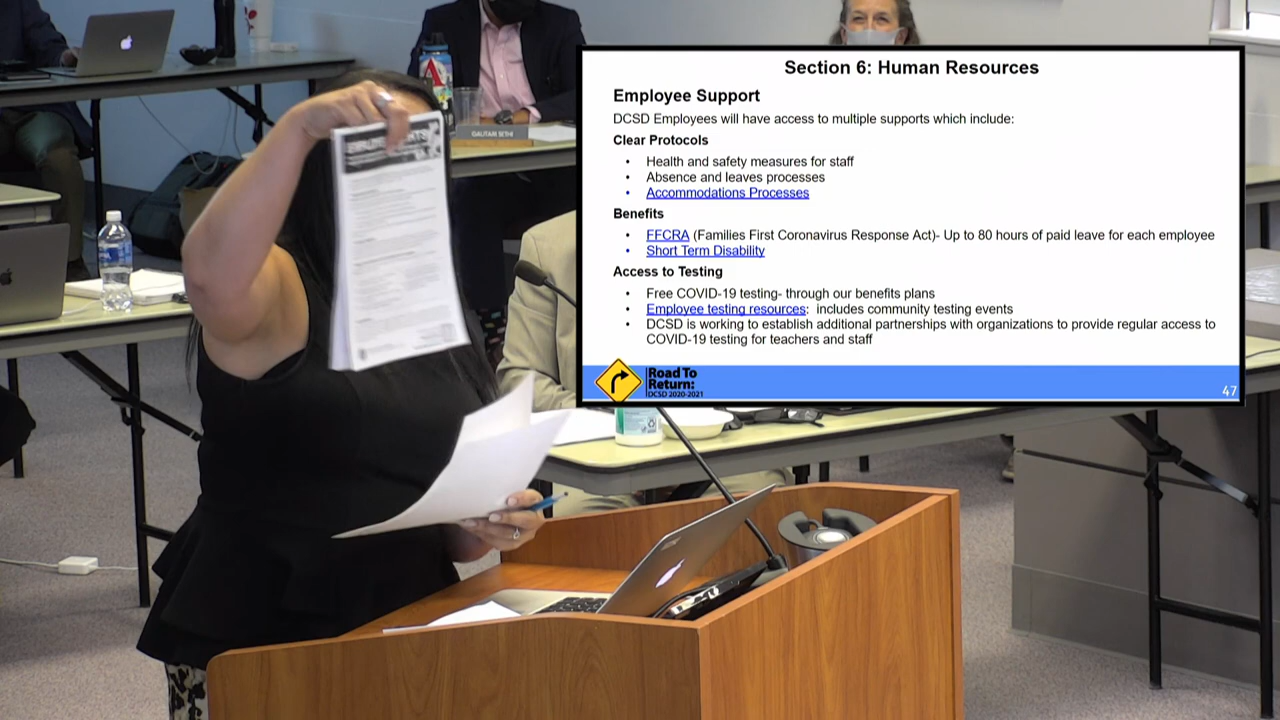 Section 6: Human Resources
Employee Support
DCSD Employees will have access to multiple supports which include:
Clear Protocols
• Health and safety measures for staff
• Absence and leaves processes
• Accommodations Processes
Benefits
• FFCRA (Families First Coronavirus Response Act)- Up to 80 hours of paid leave for each employee
• Short Term Disability
Access to Testing
• Free COVID-19 testing- through our benefits plans
• Employee testing resources: includes community testing events
• DCSD is working to establish additional partnerships with organizations to provide regular access to
COVID-19 testing for teachers and staff
Road To
Return:
DCSD 2020-2021
47
GAUTAM SETHI